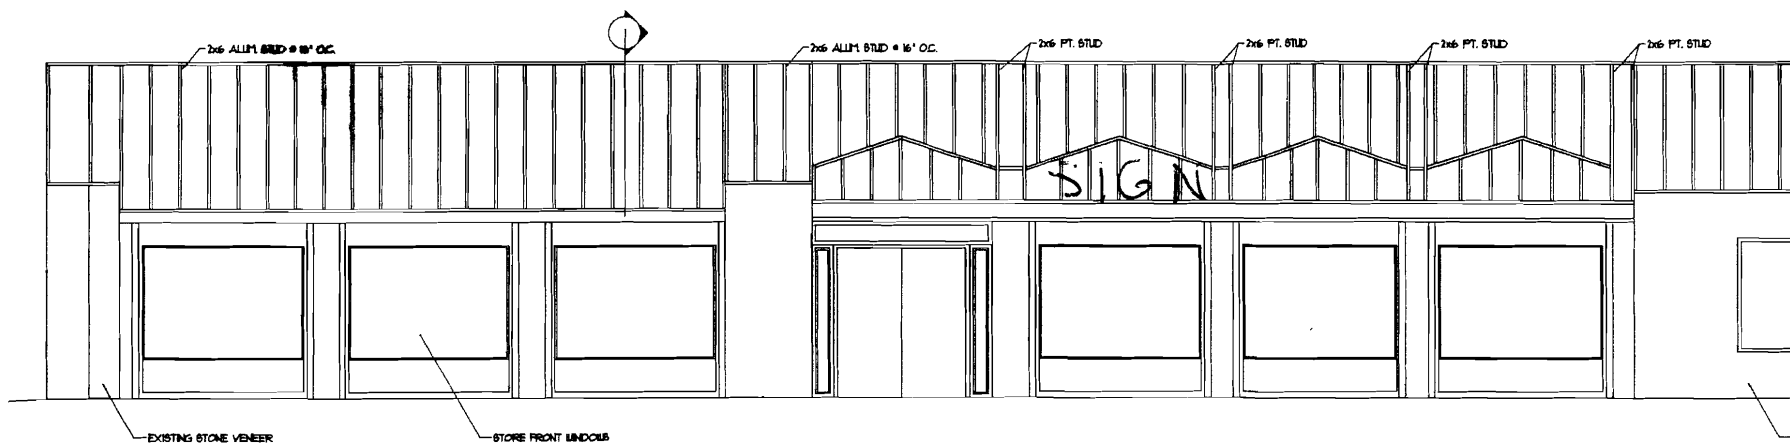 2x6 ALUM. STUD @ 16" O.C.
2x6 ALUM. STUD @ 16" O.C.
2x6 PT. STUD
2x6 PT. STUD
2x6 PT. STUD
2x6 PT. STUD
SIGN
EXISTING STONE VENEER
STORE FRONT WINDOWS